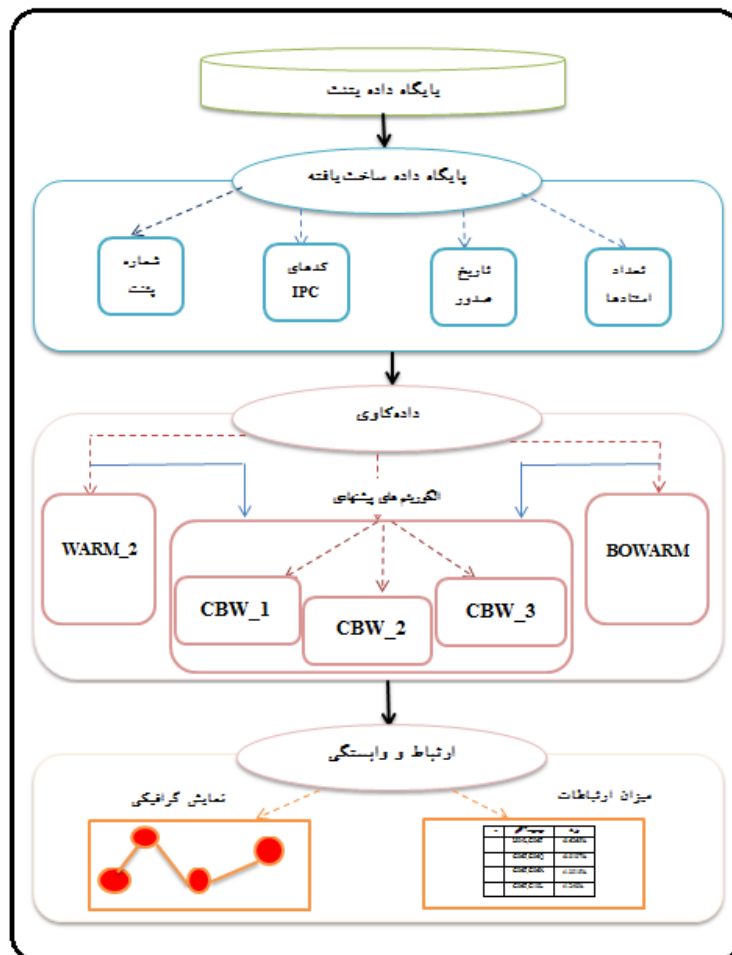 پایگاه داده پتنت
پایگاه داده ساخت‌یافته
شماره
پتنت
کدهای
IPC
تاریخ
صدور
تعداد
استنادها
داده‌کاوی
الگوریتم های پیشنهادی
WARM_2
BOWARM
CBW_1
CBW_2
CBW_3
ارتباط و وابستگی
نمایش گرافیکی
میزان ارتباطات